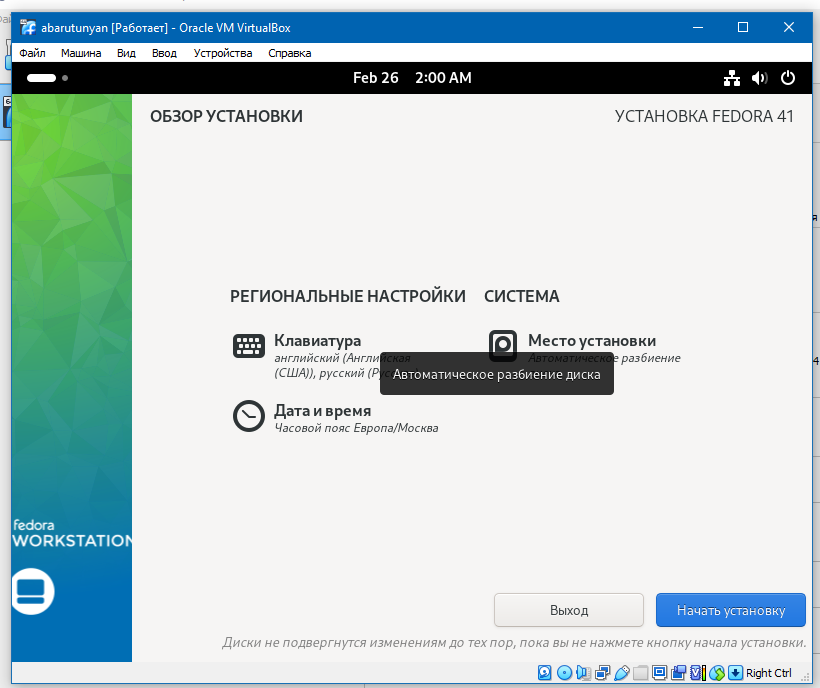 abarutunyan [Работает] - Oracle VM VirtualBox
Файл Машина Вид Ввод Устройства Справка
Feb 26 2:00 AM
ОБЗОР УСТАНОВКИ
УСТАНОВКА FEDORA 41
РЕГИОНАЛЬНЫЕ НАСТРОЙКИ
СИСТЕМА
Клавиатура
английский (Английская
(США)), русский
Место установки
Автоматическое разбиение
Автоматическое разбиение диска
Дата и время
Часовой пояс Европа/Москва
fedora
WORKSTATION
Выход
Начать установку
Диски не подвергнутся изменениям до тех пор, пока вы не нажмете кнопку начала установки.
Right Ctrl